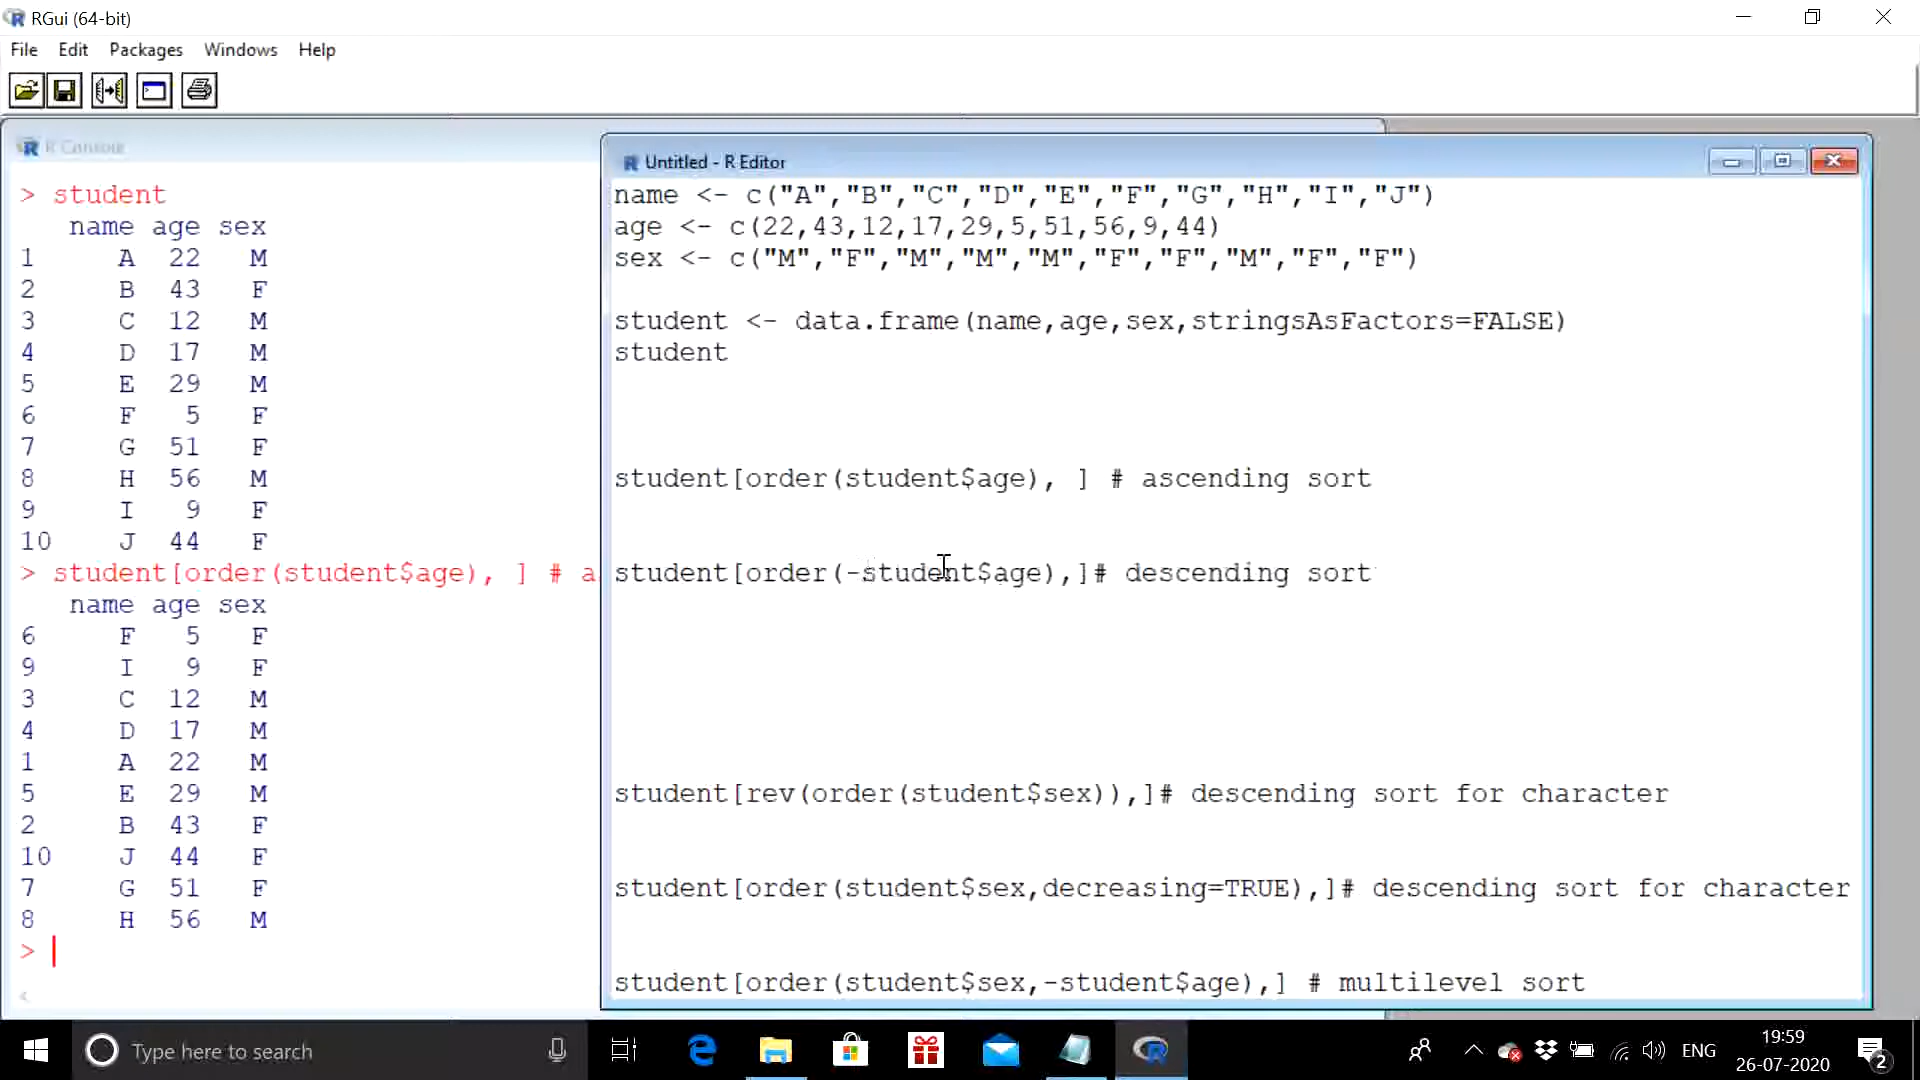 RGui (64-bit)
File Edit Packages Windows Help
R Console
> student
name age sex
1 A 22 M
2 B 43 F
3 C 12 M
4 D 17 M
5 E 29 M
6 F 5 F
7 G 51 F
8 H 56 M
9 I 9 F
10 J 44 F
> student[order(student$age), ] # a
name age sex
6 F 5 F
9 I 9 F
3 C 12 M
4 D 17 M
1 A 22 M
5 E 29 M
2 B 43 F
10 J 44 F
7 G 51 F
8 H 56 M
>
Untitled - R Editor
name <- c("A","B","C","D","E","F","G","H","I","J")
age <- c(22,43,12,17,29,5,51,56,9,44)
sex <- c("M","F","M","M","M","F","F","M","F","F")
student <- data.frame(name,age,sex,stringsAsFactors=FALSE)
student
student[order(student$age), ] # ascending sort
student[order(-student$age),]# descending sort
student[rev(order(student$sex)),]# descending sort for character
student[order(student$sex,decreasing=TRUE),]# descending sort for character
student[order(student$sex,-student$age),] # multilevel sort
Type here to search
ENG
19:59
26-07-2020
2